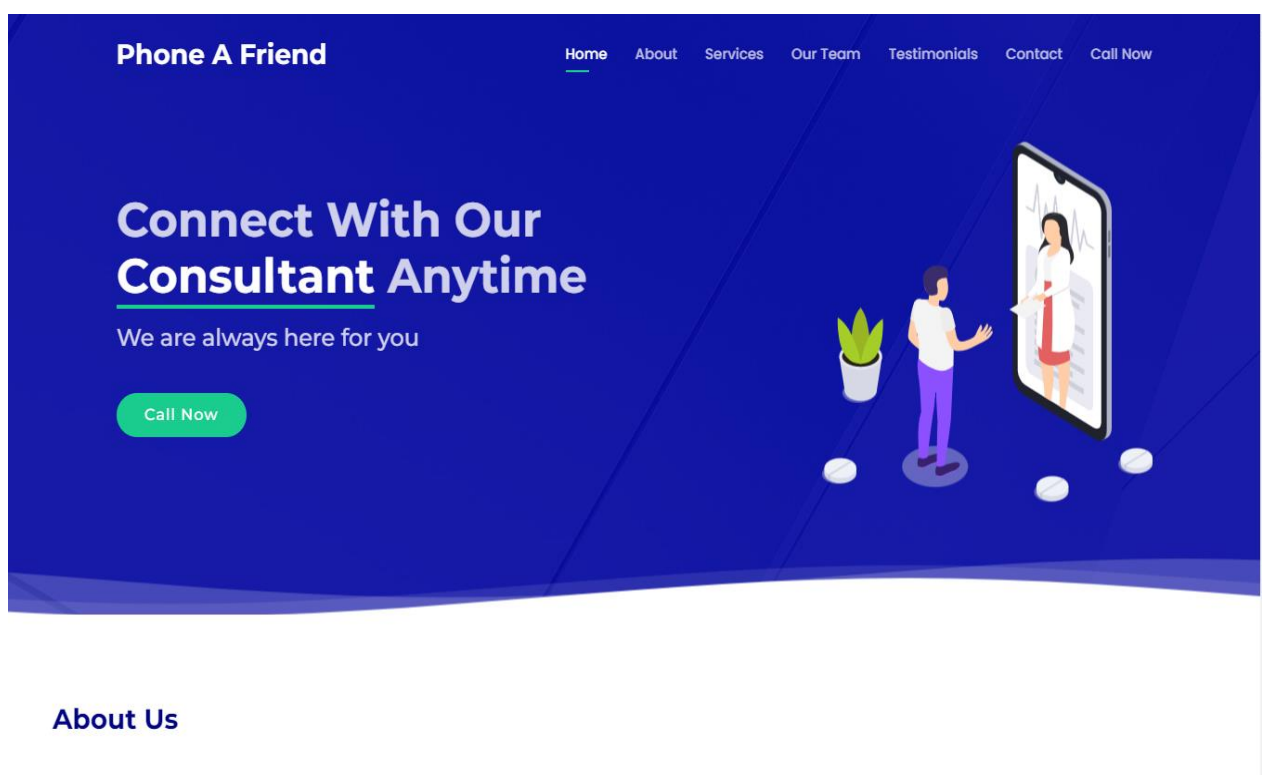 Phone A Friend
Home About Services Our Team Testimonials Contact Call Now
Connect With Our
Consultant Anytime
We are always here for you
Call Now
About Us